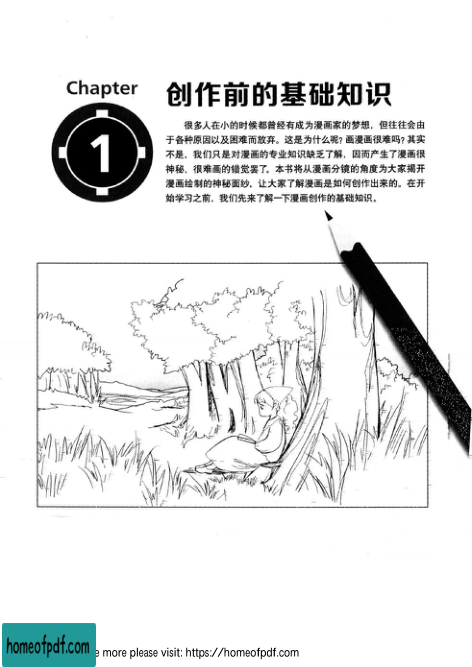 Chapter
1
创作前的基础知识
很多人在小的时候都曾经有成为漫画家的梦想，但往往会由
于各种原因以及困难而放弃。这是为什么呢？画漫画很难吗？其实
不是，我们只是对漫画的专业知识缺乏了解，因而产生了漫画很
神秘、很难画的错觉罢了。本书将从漫画分镜的角度为大家揭开
漫画绘制的神秘面纱，让大家了解漫画是如何创作出来的。在开
始学习之前，我们先来了解一下漫画创作的基础知识。
homeofpdf.com
e more please visit: https://homeofpdf.com